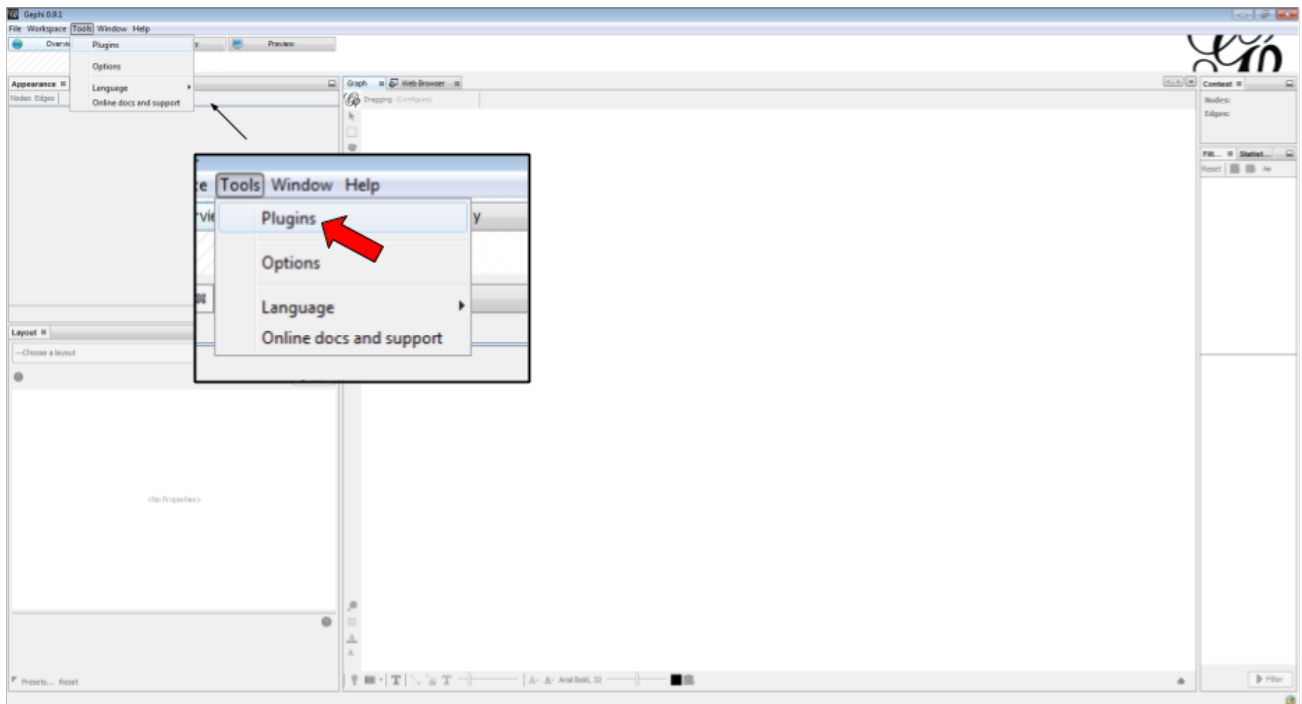 Gephi 0.9.1
File Workspace Tools Window Help
Plugins
Preview
Options
Language
Online docs and support
Appearance
Nodes Edges
Graph Web Browser
Dragging (Configure)
Context
Nodes:
Edges:
Reset
Tools Window Help
Plugins
Options
Language
Online docs and support
Layout
---Choose a layout
<No Properties>
Presets... Reset
T T A- A- Arial Bold, 32
Filter